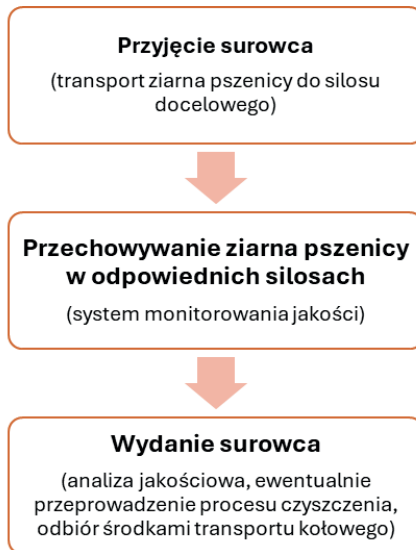 Przyjęcie surowca
(transport ziarna pszenicy do silosu
docelowego)
Przechowywanie ziarna pszenicy
w odpowiednich silosach
(system monitorowania jakości)
Wydanie surowca
(analiza jakościowa, ewentualnie
przeprowadzenie procesu czyszczenia,
odbiór środkami transportu kołowego)